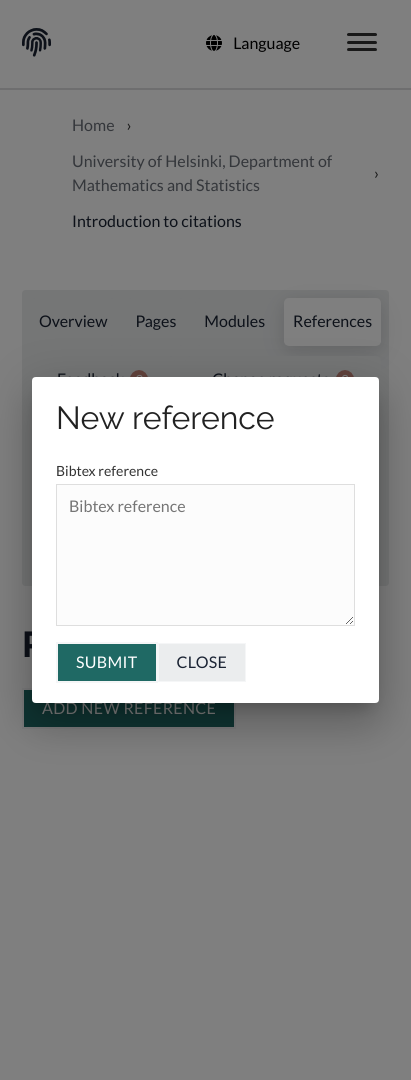 Language
Home ›
University of Helsinki, Department of
Mathematics and Statistics ›
Introduction to citations
Overview Pages Modules References
New reference
Bibtex reference
Bibtex reference
SUBMIT CLOSE
ADD NEW REFERENCE